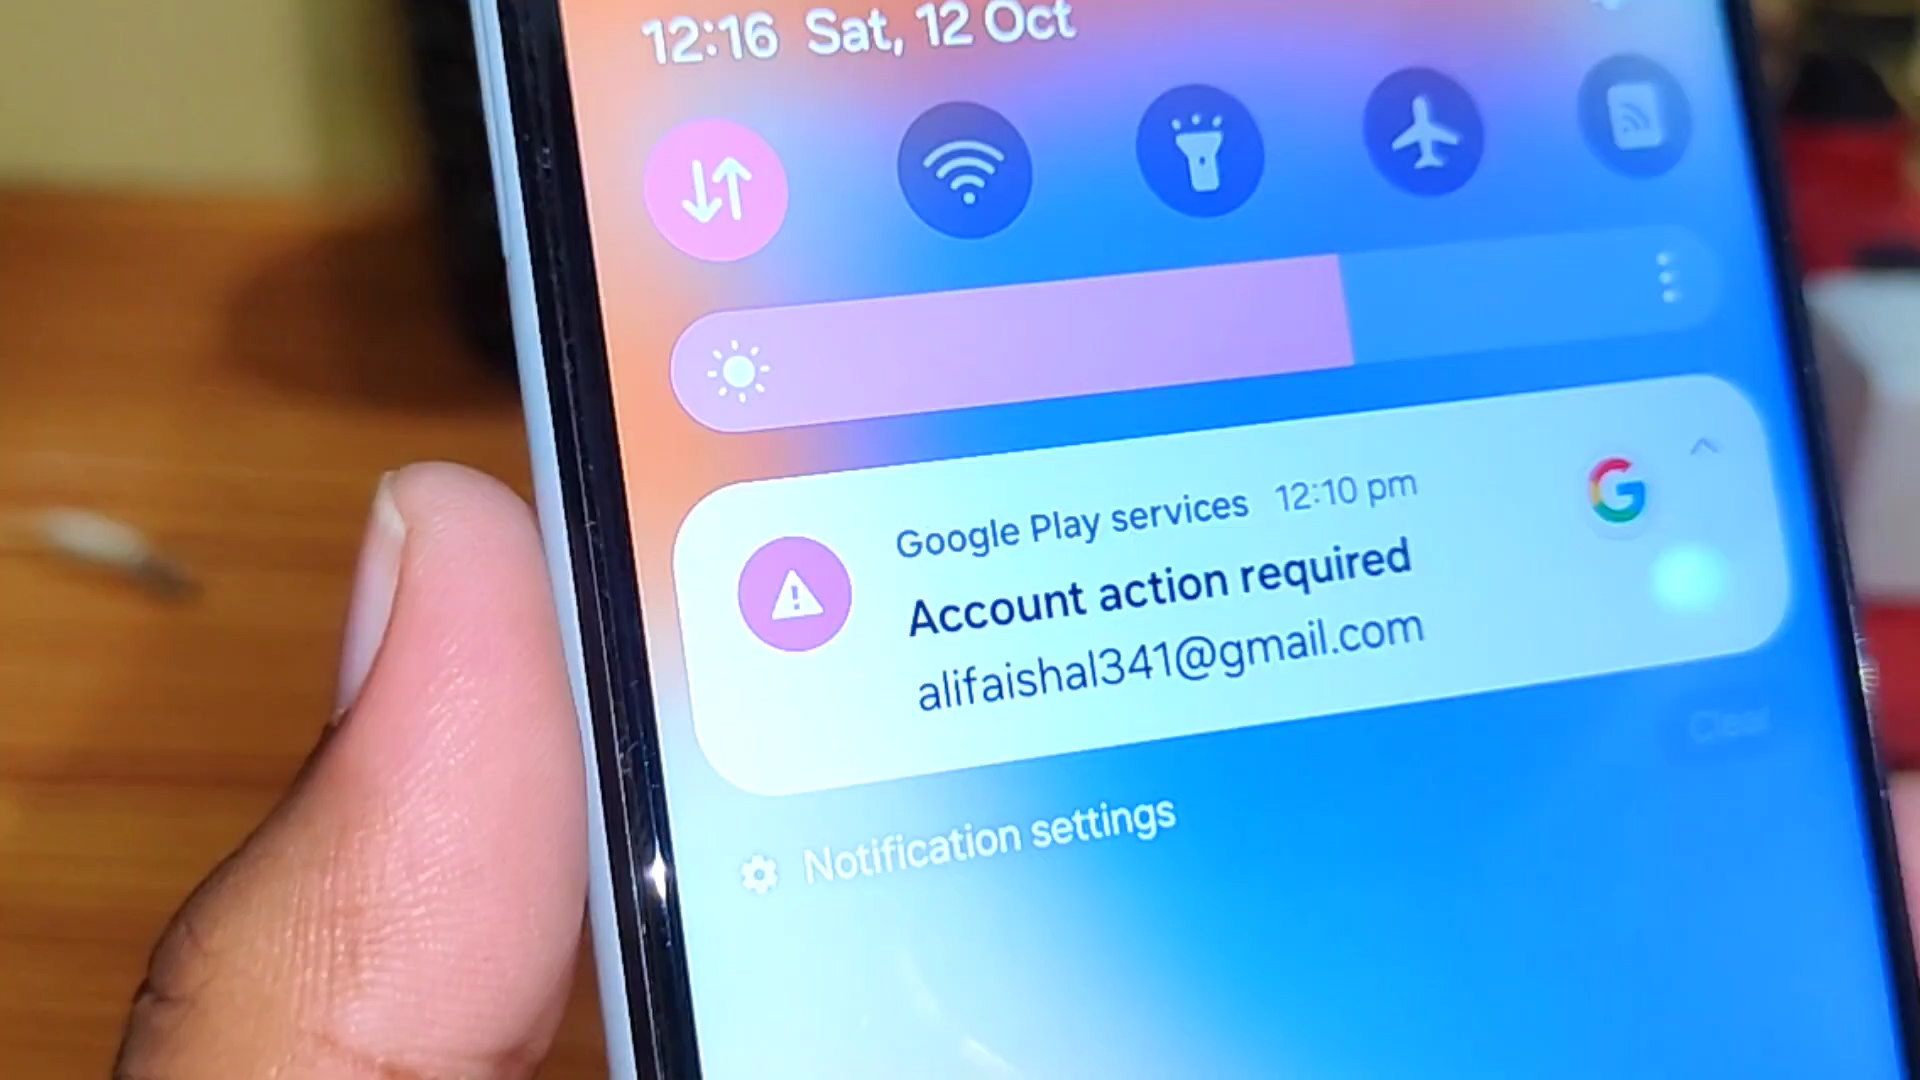 12:16 Sat, 12 Oct
Google Play services 12:10 pm
Account action required
alifaishal341@gmail.com
Clear
Notification settings